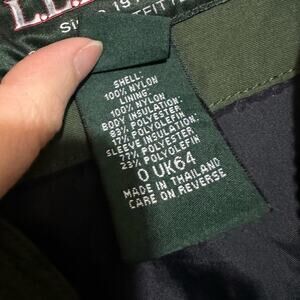 L.L.
SHELL:
100% NYLON
LINING:
100% NYLON
BODY INSULATION:
83% POLYESTER
17% POLYOLEFIN
SLEEVE INSULATION:
77% POLYESTER
23% POLYOLEFIN
0 UK64
MADE IN THAILAND
CARE ON REVERSE